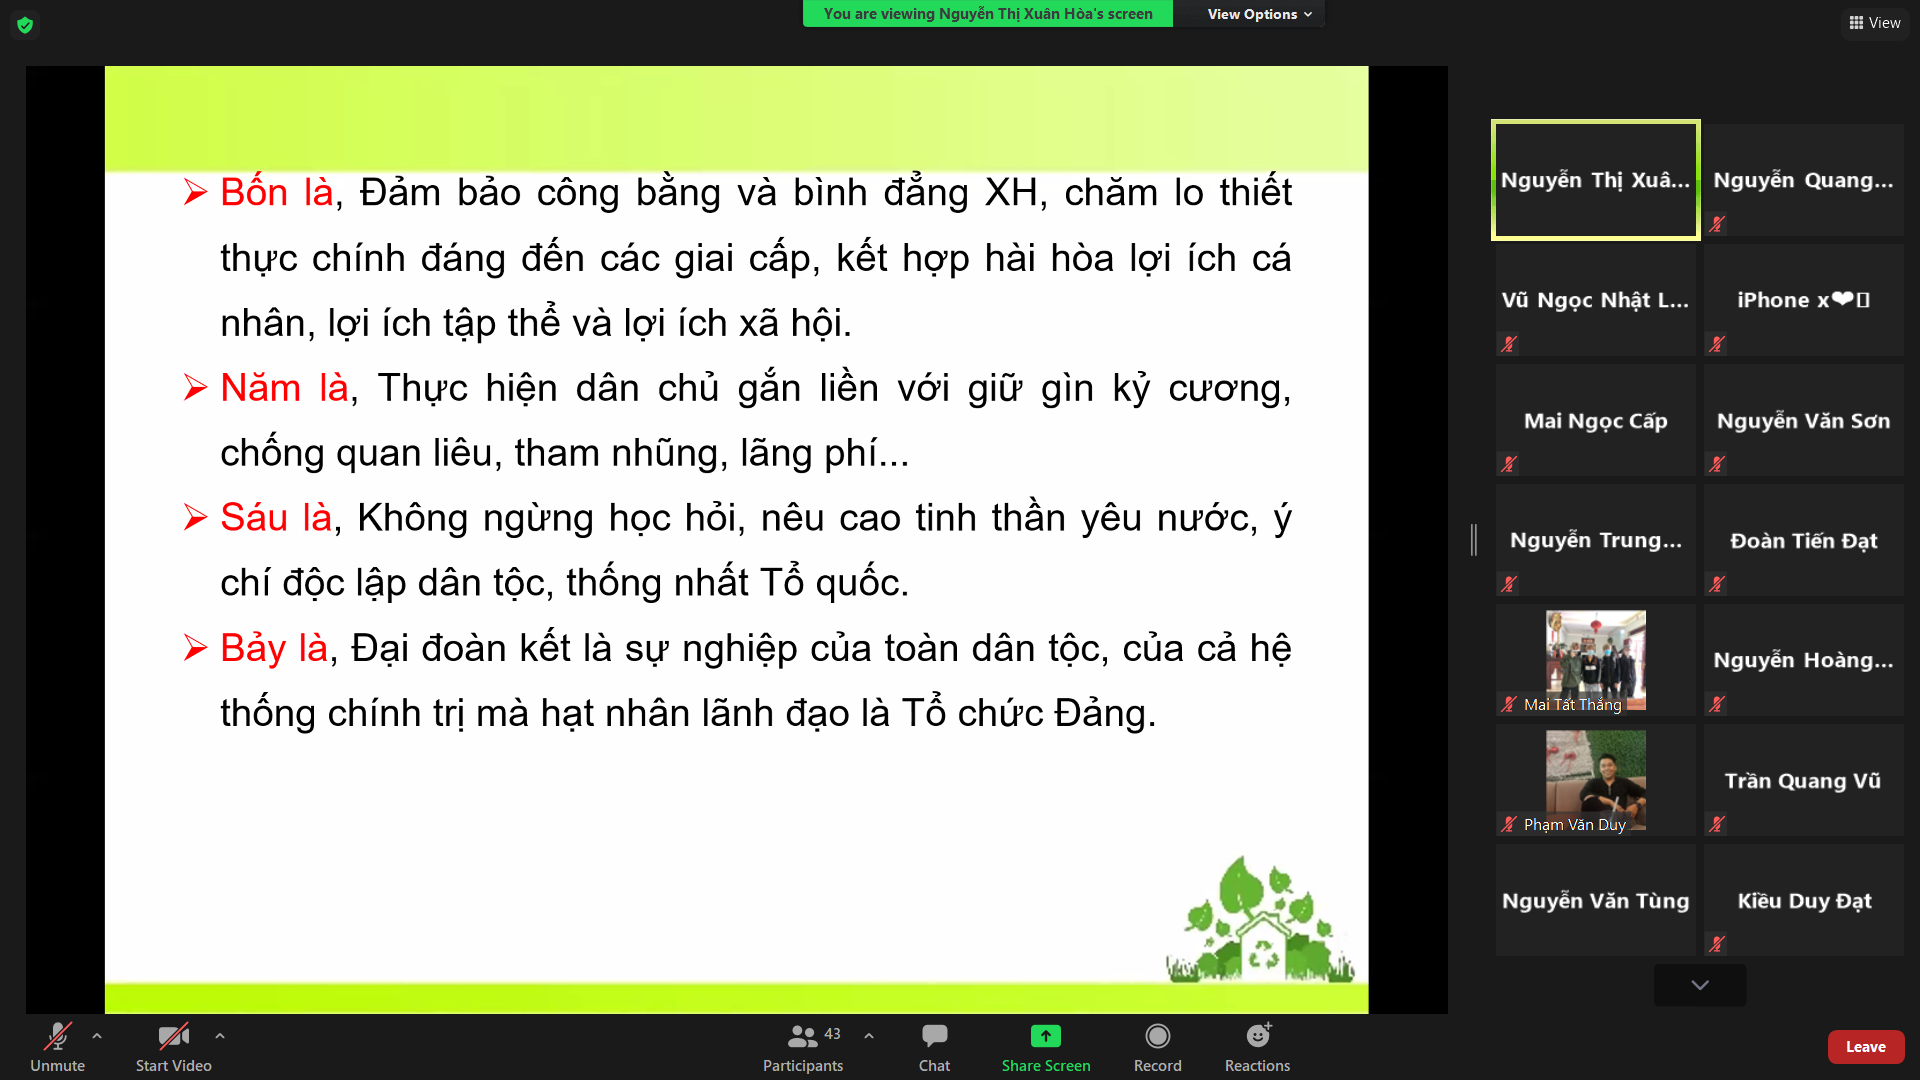 You are viewing Nguyễn Thị Xuân Hòa's screen
View Options
View
Bốn là, Đảm bảo công bằng và bình đẳng XH, chăm lo thiết
thực chính đáng đến các giai cấp, kết hợp hài hòa lợi ích cá
nhân, lợi ích tập thể và lợi ích xã hội.
Năm là, Thực hiện dân chủ gắn liền với giữ gìn kỷ cương,
chống quan liêu, tham nhũng, lãng phí...
Sáu là, Không ngừng học hỏi, nêu cao tinh thần yêu nước, ý
chí độc lập dân tộc, thống nhất Tổ quốc.
Bảy là, Đại đoàn kết là sự nghiệp của toàn dân tộc, của cả hệ
thống chính trị mà hạt nhân lãnh đạo là Tổ chức Đảng.
Nguyễn Thị Xuâ...
Nguyễn Quang...
Vũ Ngọc Nhật L...
iPhone x❤
Mai Ngọc Cấp
Nguyễn Văn Sơn
Nguyễn Trung...
Đoàn Tiến Đạt
Mai Tất Thắng
Nguyễn Hoàng...
Phạm Văn Duy
Trần Quang Vũ
Nguyễn Văn Tùng
Kiều Duy Đạt
Unmute
Start Video
Participants
43
Chat
Share Screen
Record
Reactions
Leave